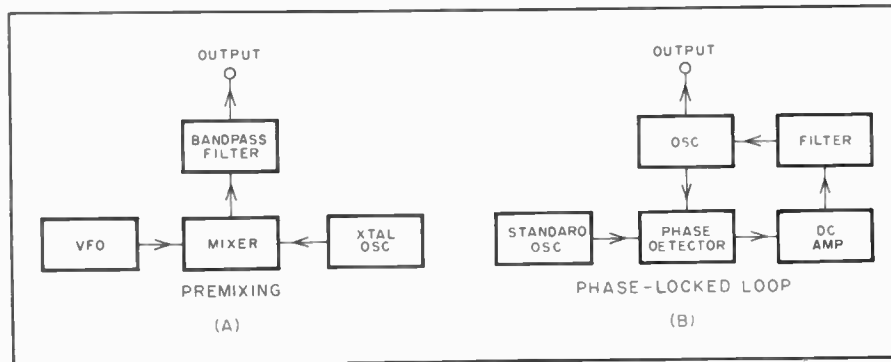 OUTPUT
BANDPASS
FILTER
VFO
MIXER
XTAL
OSC
PREMIXING
(A)
OUTPUT
OSC
FILTER
STANDARO
OSC
PHASE
DETECTOR
DC
AMP
PHASE-LOCKED LOOP
(B)